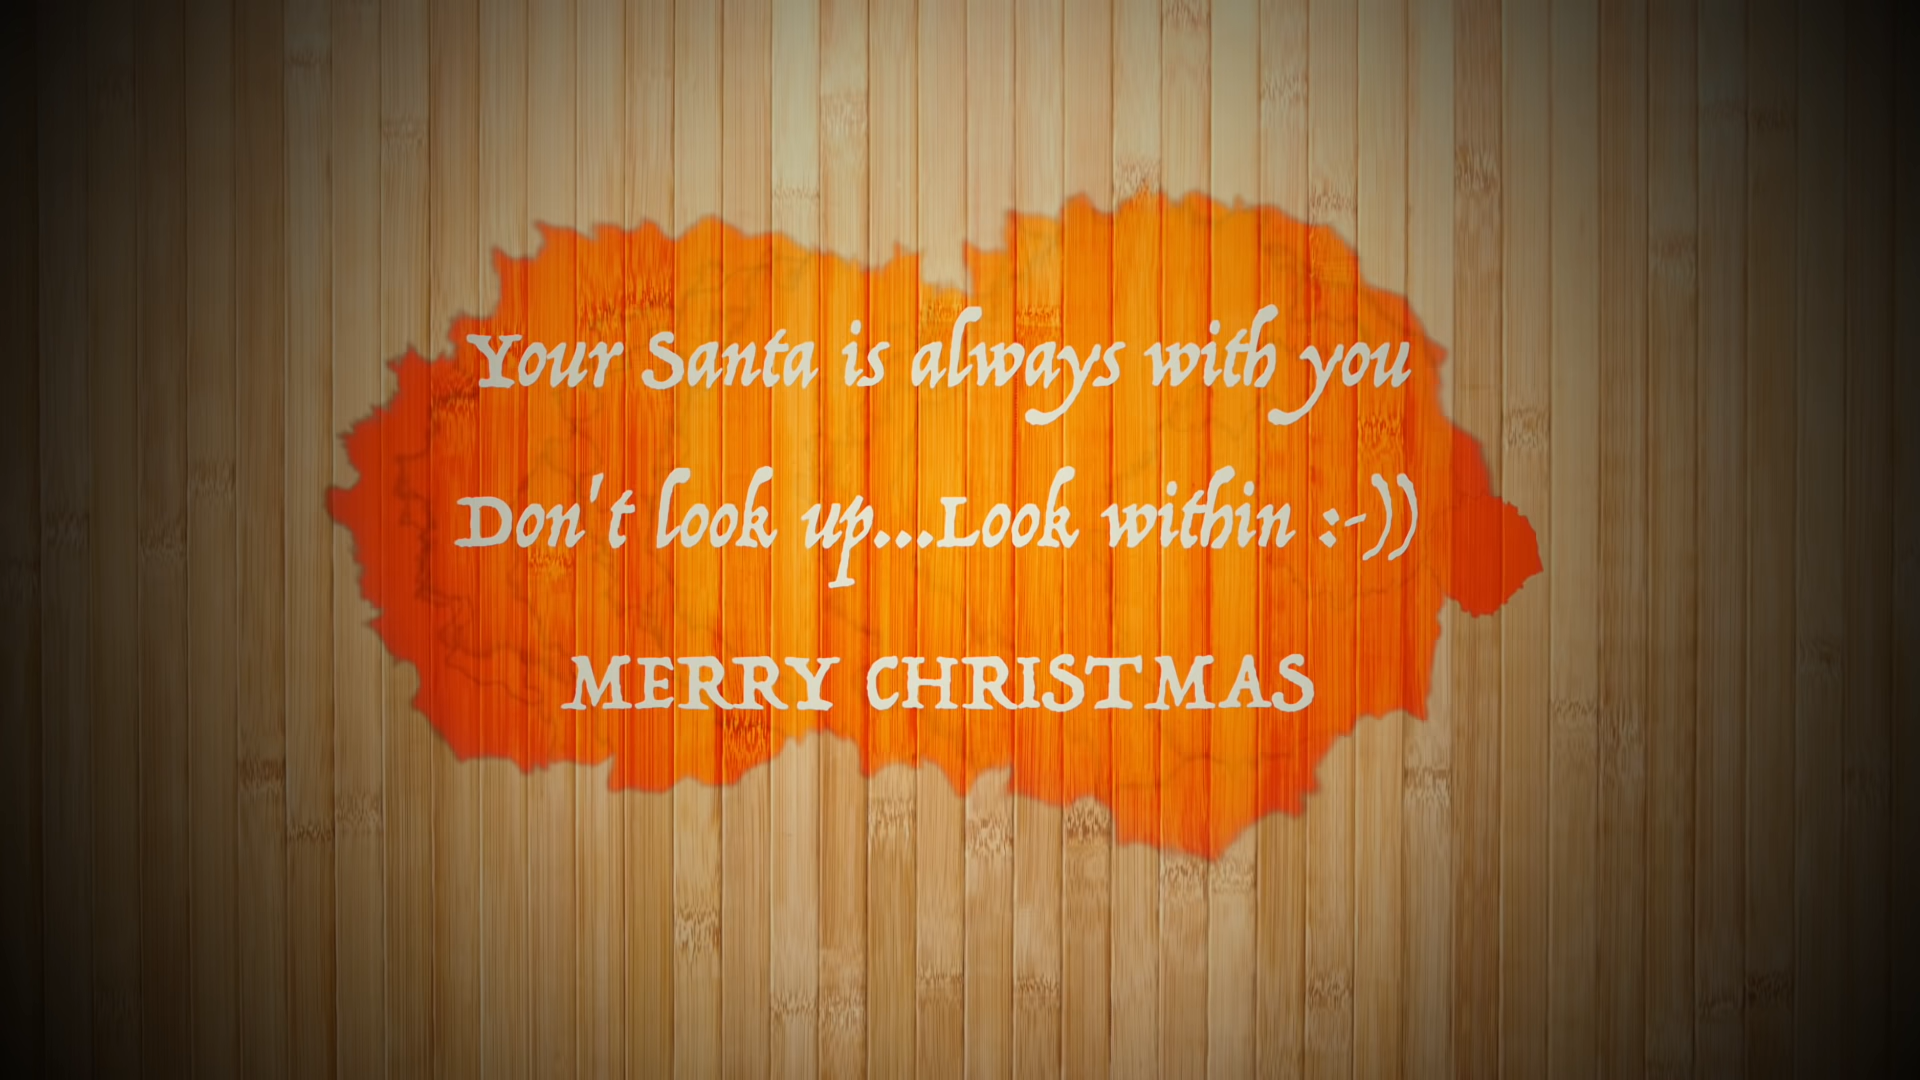 Your Santa is always with you
Don't look up...Look within :-))
MERRY CHRISTMAS